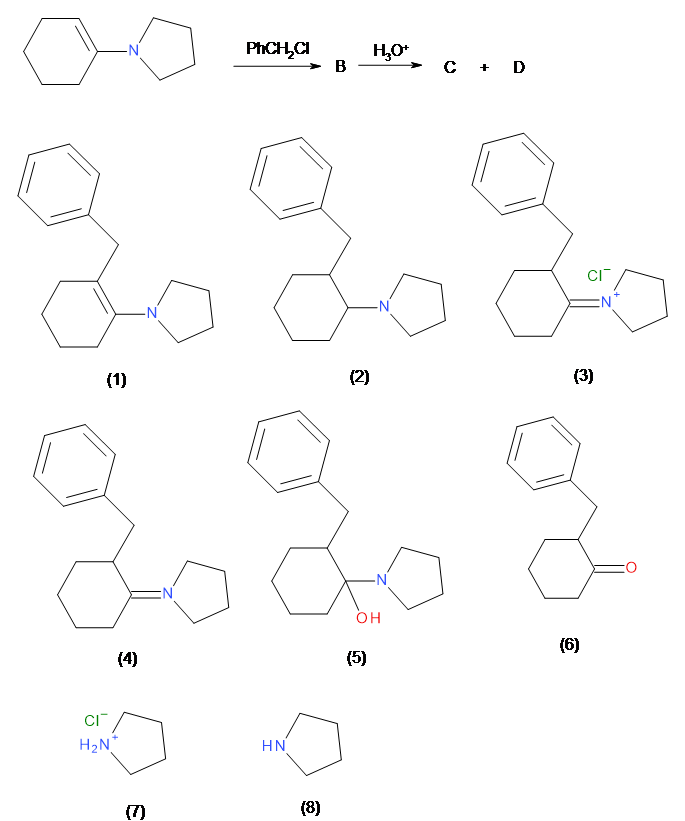 N
PhCH₂Cl
B
H₃O⁺
C + D
N
(1)
N
(2)
Cl⁻
N⁺
(3)
N
(4)
N
OH
(5)
O
(6)
Cl⁻
H₂N⁺
(7)
HN
(8)